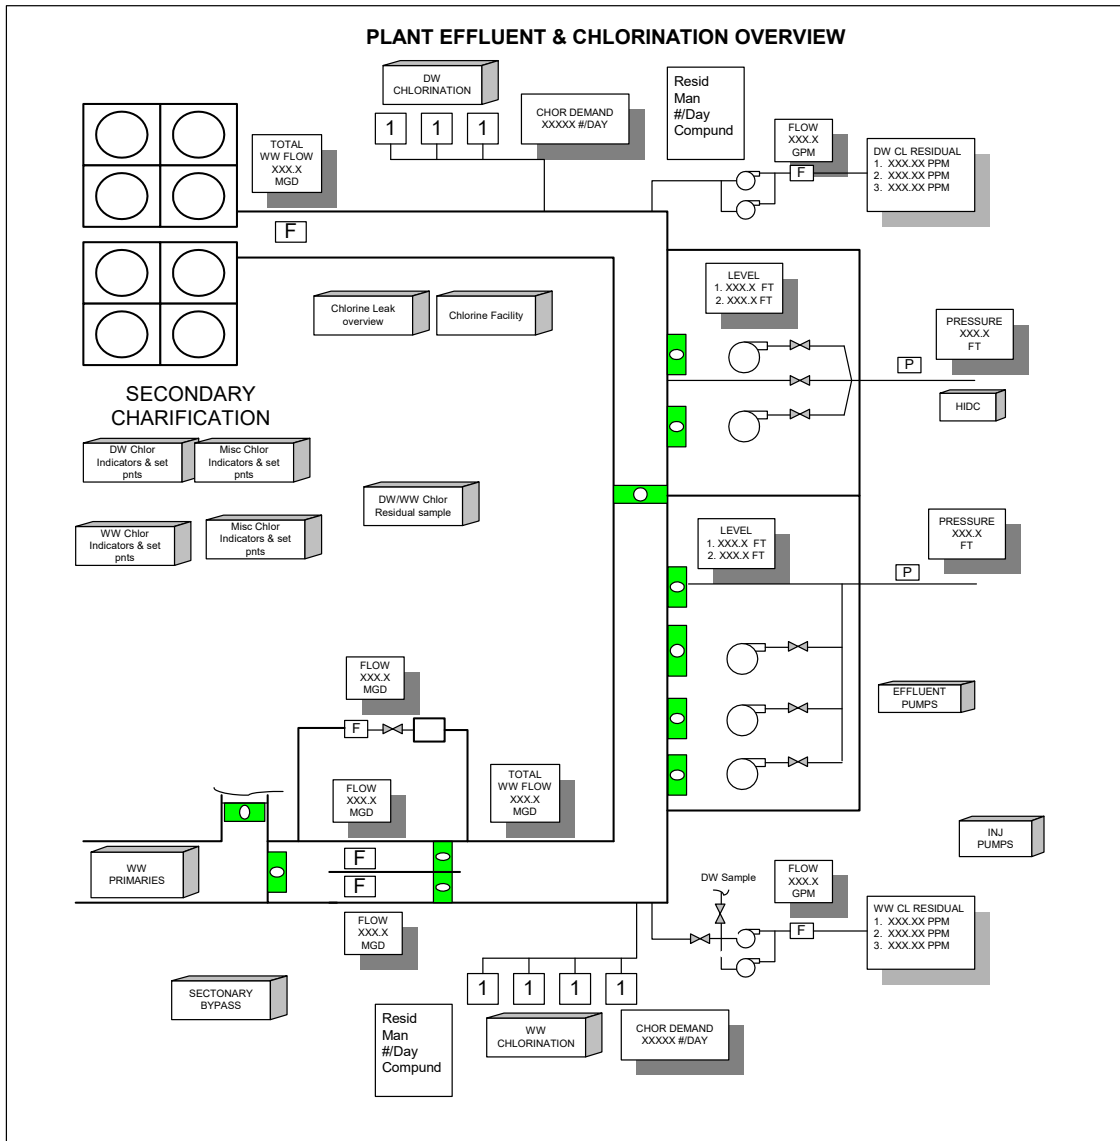 PLANT EFFLUENT & CHLORINATION OVERVIEW
DW
CHLORINATION
1
1
1
CHOR DEMAND
XXXXX #/DAY
Resid
Man
#/Day
Compund
FLOW
XXX.X
GPM
F
DW CL RESIDUAL
1. XXX.XX PPM
2. XXX.XX PPM
3. XXX.XX PPM
TOTAL
WW FLOW
XXX.X
MGD
F
Chlorine Leak
overview
Chlorine Facility
LEVEL
1. XXX.X FT
2. XXX.X FT
PRESSURE
XXX.X
FT
P
HIDC
SECONDARY
CHARIFICATION
DW Chlor
Indicators & set
pnts
Misc Chlor
Indicators & set
pnts
WW Chlor
Indicators & set
pnts
Misc Chlor
Indicators & set
pnts
DW/WW Chlor
Residual sample
LEVEL
1. XXX.X FT
2. XXX.X FT
PRESSURE
XXX.X
FT
P
EFFLUENT
PUMPS
FLOW
XXX.X
MGD
F
FLOW
XXX.X
MGD
TOTAL
WW FLOW
XXX.X
MGD
WW
PRIMARIES
F
F
FLOW
XXX.X
MGD
INJ
PUMPS
DW Sample
FLOW
XXX.X
GPM
F
WW CL RESIDUAL
1. XXX.XX PPM
2. XXX.XX PPM
3. XXX.XX PPM
SECTONARY
BYPASS
1
1
1
1
Resid
Man
#/Day
Compund
WW
CHLORINATION
CHOR DEMAND
XXXXX #/DAY